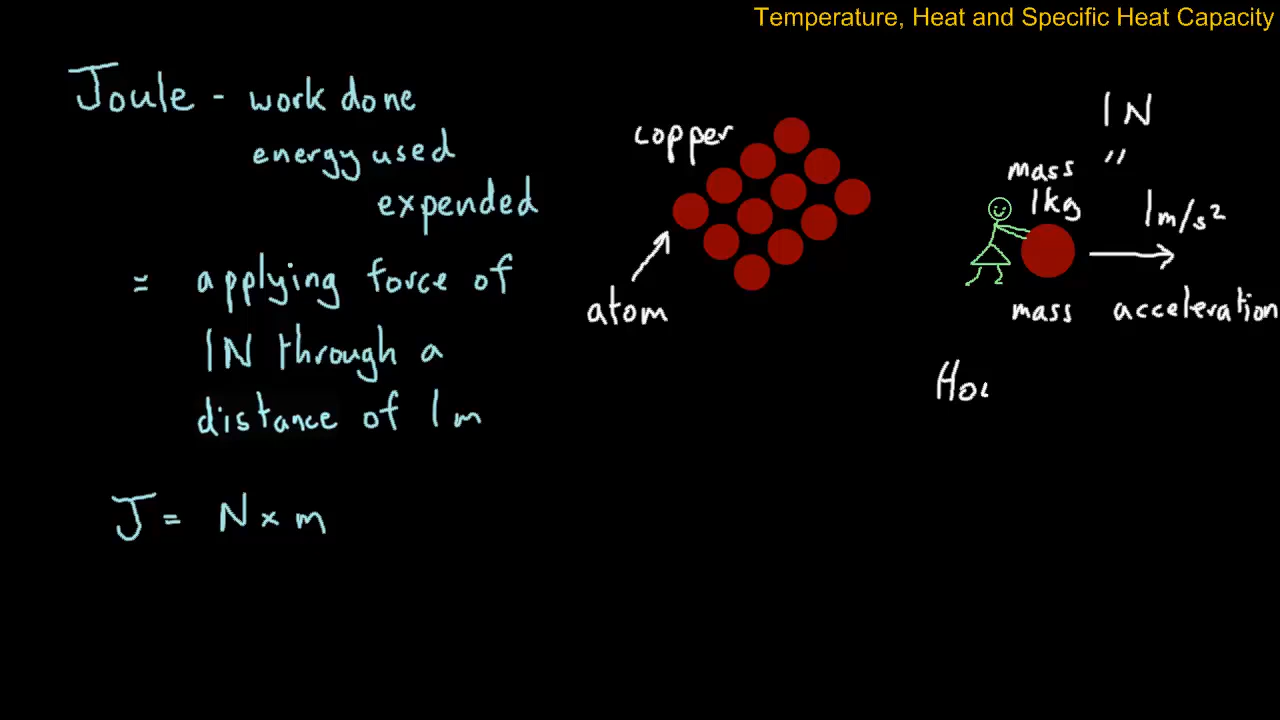 Temperature, Heat and Specific Heat Capacity
Joule - work done
energy used
expended
= applying force of
1N through a
distance of 1m
J = N × m
copper
atom
1N
"
mass
1kg
1m/s²
mass acceleration